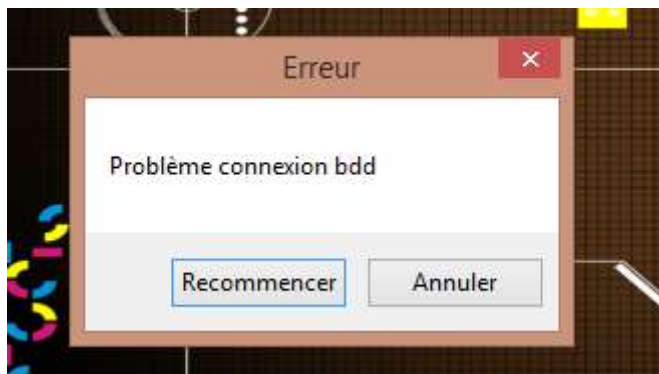 Erreur
Problème connexion bdd
Recommencer
Annuler